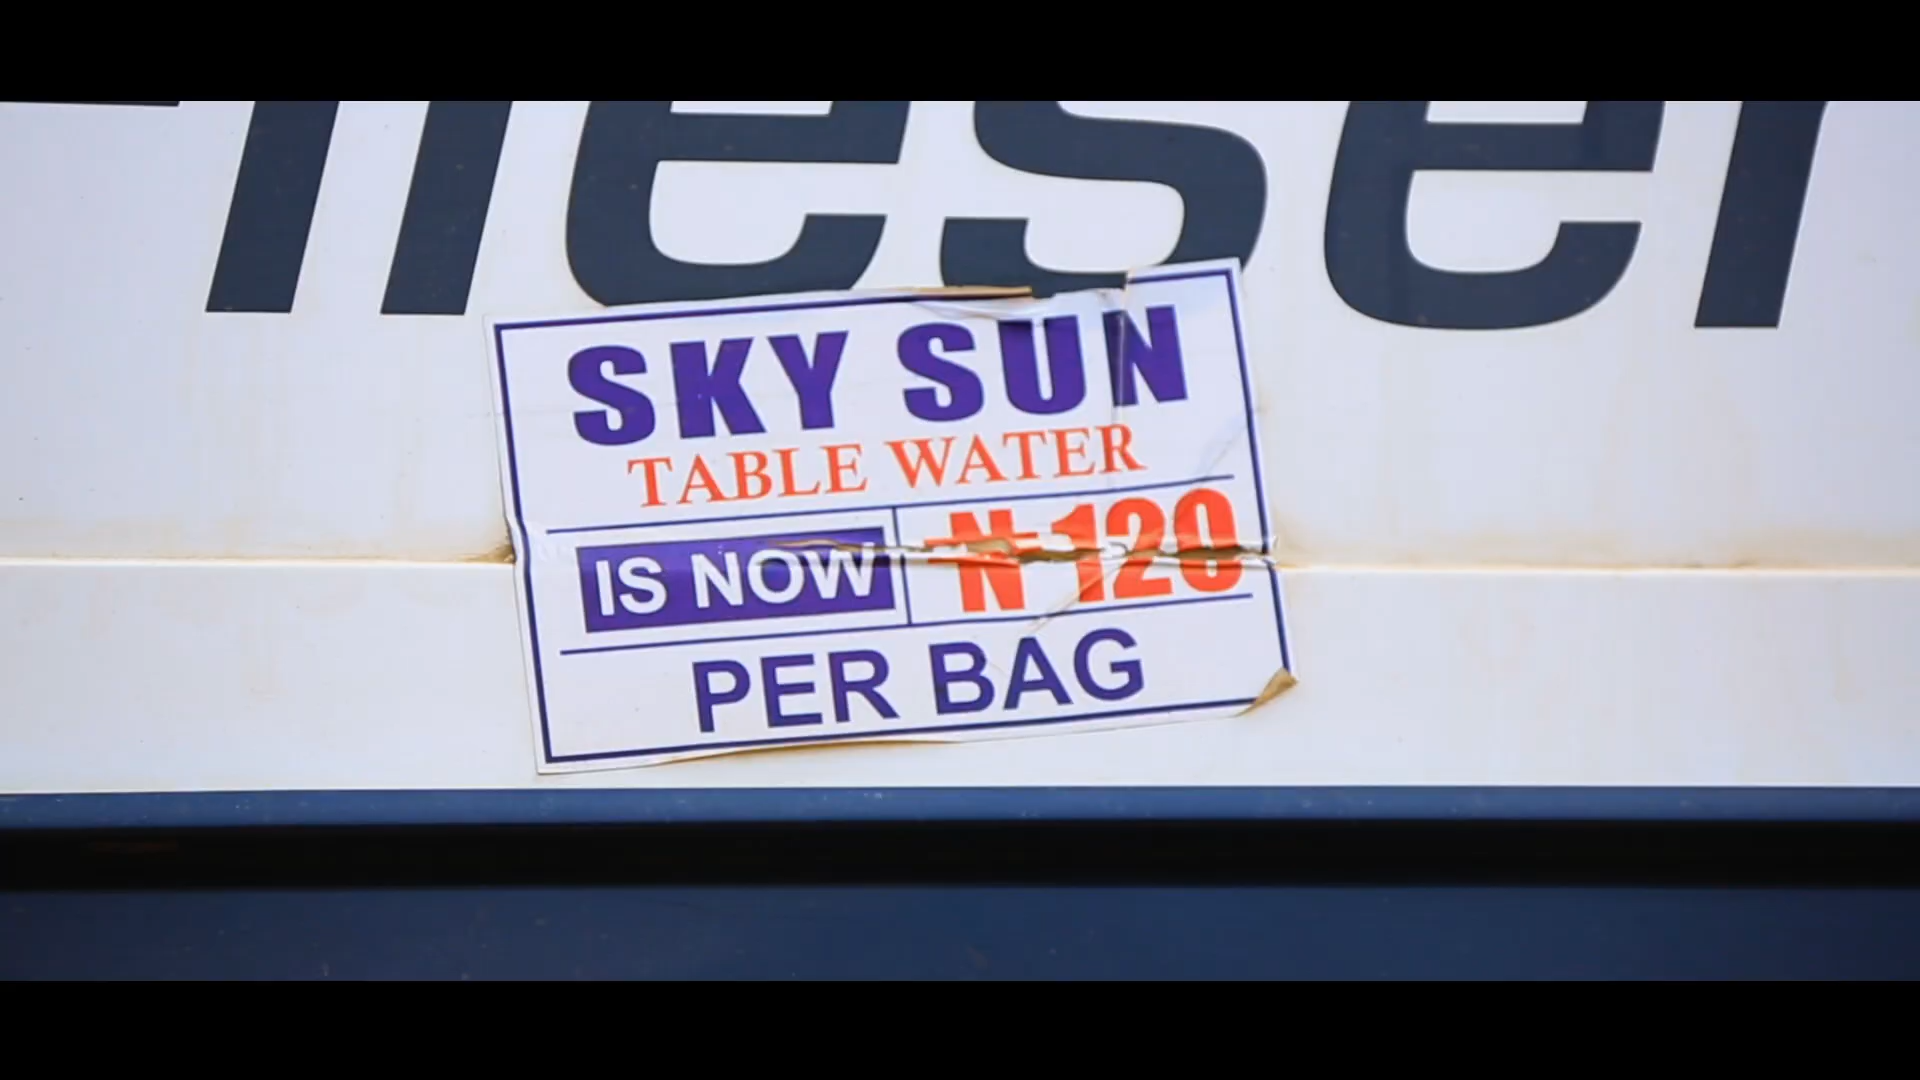 SKY SUN
TABLE WATER
IS NOW ₦120
PER BAG